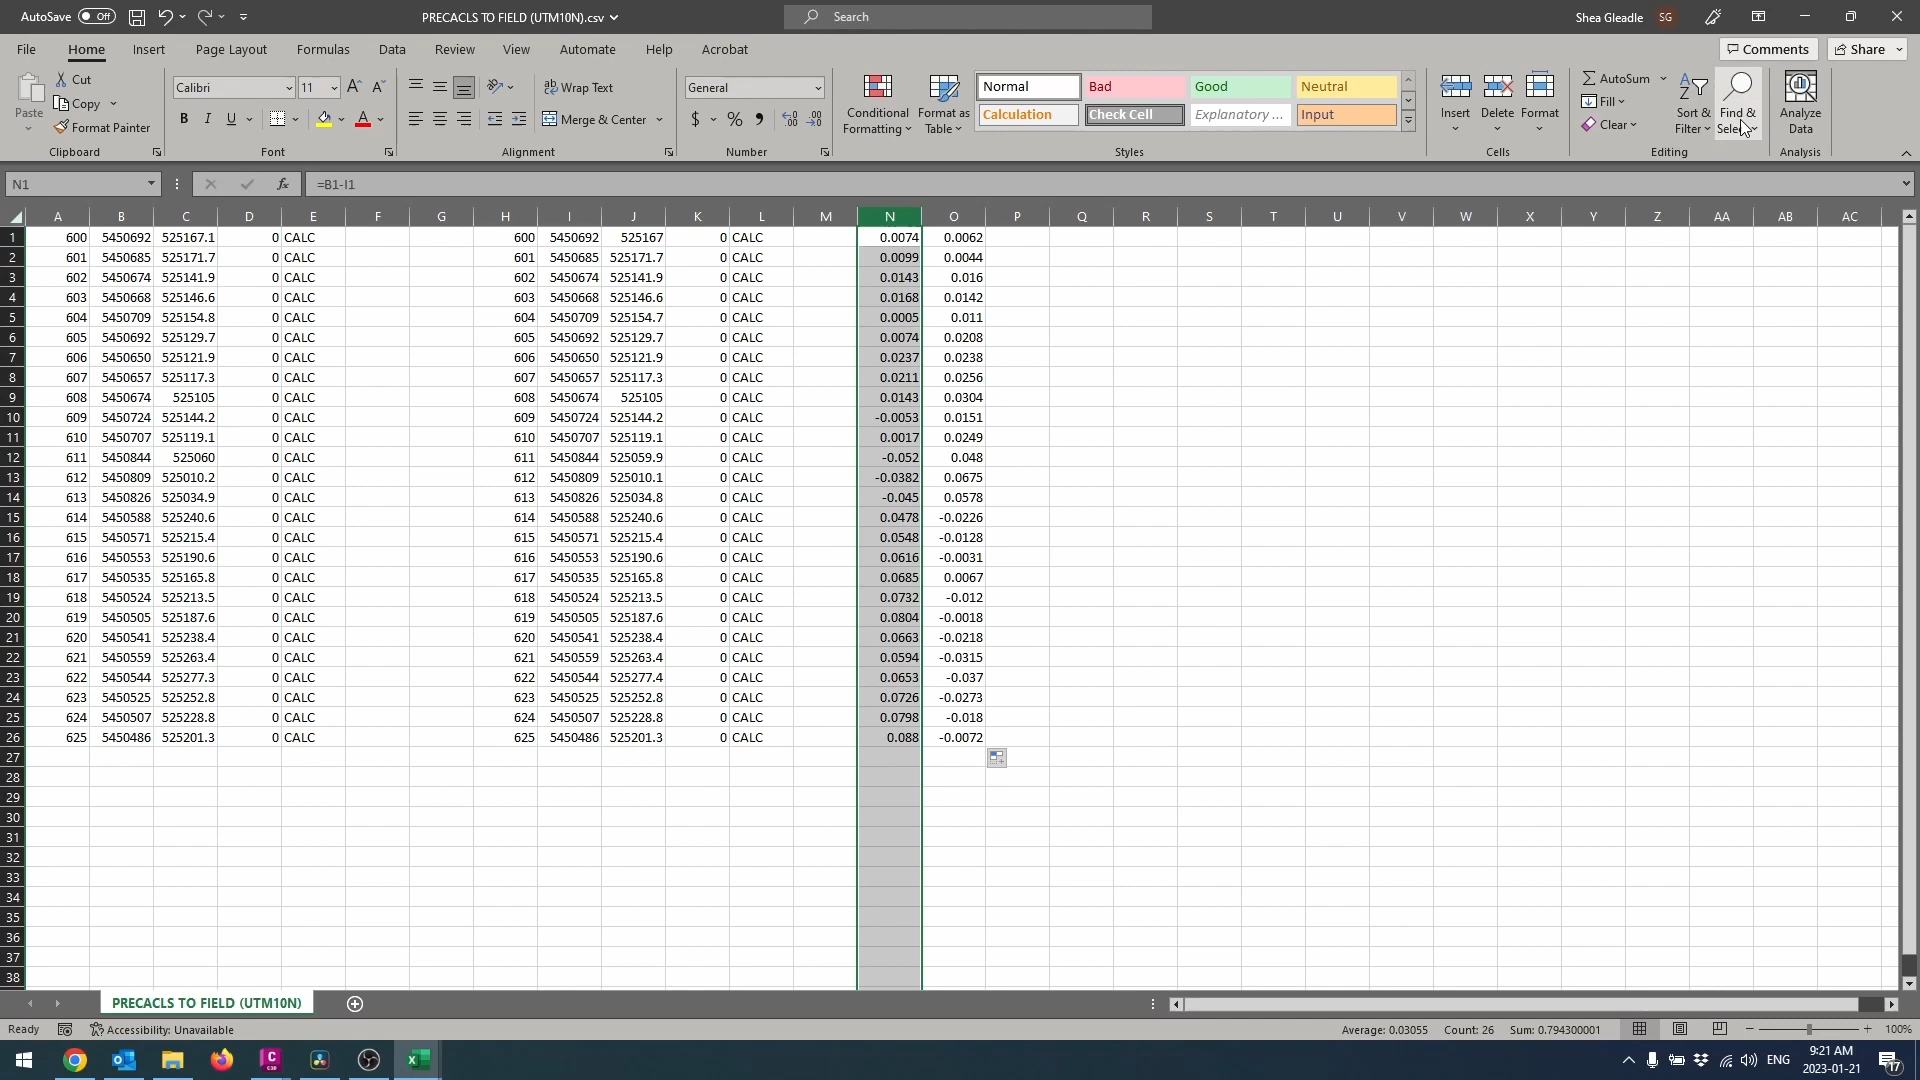 AutoSave Off PRECACLS TO FIELD (UTM10N).csv Search Shea Gleadle SG
File Home Insert Page Layout Formulas Data Review View Automate Help Acrobat Comments Share
Paste Cut Copy Format Painter Clipboard
Calibri 11 A A B I U A Font
Wrap Text Merge & Center Alignment
General $ % Number
Conditional Formatting Format as Table
Normal Bad Good Neutral
Calculation Check Cell Explanatory ... Input
Styles
Insert Delete Format Cells
AutoSum Fill Clear Sort & Filter Find & Select Editing
Analyze Data Analysis
N1 fx =B1-I1
A B C D E F G H I J K L M N O P Q R S T U V W X Y Z AA AB AC
1 600 5450692 525167.1 0 CALC 600 5450692 525167 0 CALC 0.0074 0.0062
2 601 5450685 525171.7 0 CALC 601 5450685 525171.7 0 CALC 0.0099 0.0044
3 602 5450674 525141.9 0 CALC 602 5450674 525141.9 0 CALC 0.0143 0.016
4 603 5450668 525146.6 0 CALC 603 5450668 525146.6 0 CALC 0.0168 0.0142
5 604 5450709 525154.8 0 CALC 604 5450709 525154.7 0 CALC 0.0005 0.011
6 605 5450692 525129.7 0 CALC 605 5450692 525129.7 0 CALC 0.0074 0.0208
7 606 5450650 525121.9 0 CALC 606 5450650 525121.9 0 CALC 0.0237 0.0238
8 607 5450657 525117.3 0 CALC 607 5450657 525117.3 0 CALC 0.0211 0.0256
9 608 5450674 525105 0 CALC 608 5450674 525105 0 CALC 0.0143 0.0304
10 609 5450724 525144.2 0 CALC 609 5450724 525144.2 0 CALC -0.0053 0.0151
11 610 5450707 525119.1 0 CALC 610 5450707 525119.1 0 CALC 0.0017 0.0249
12 611 5450844 525060 0 CALC 611 5450844 525059.9 0 CALC -0.052 0.048
13 612 5450809 525010.2 0 CALC 612 5450809 525010.1 0 CALC -0.0382 0.0675
14 613 5450826 525034.9 0 CALC 613 5450826 525034.8 0 CALC -0.045 0.0578
15 614 5450588 525240.6 0 CALC 614 5450588 525240.6 0 CALC 0.0478 -0.0226
16 615 5450571 525215.4 0 CALC 615 5450571 525215.4 0 CALC 0.0548 -0.0128
17 616 5450553 525190.6 0 CALC 616 5450553 525190.6 0 CALC 0.0616 -0.0031
18 617 5450535 525165.8 0 CALC 617 5450535 525165.8 0 CALC 0.0685 0.0067
19 618 5450524 525213.5 0 CALC 618 5450524 525213.5 0 CALC 0.0732 -0.012
20 619 5450505 525187.6 0 CALC 619 5450505 525187.6 0 CALC 0.0804 -0.0018
21 620 5450541 525238.4 0 CALC 620 5450541 525238.4 0 CALC 0.0663 -0.0218
22 621 5450559 525263.4 0 CALC 621 5450559 525263.4 0 CALC 0.0594 -0.0315
23 622 5450544 525277.3 0 CALC 622 5450544 525277.4 0 CALC 0.0653 -0.037
24 623 5450525 525252.8 0 CALC 623 5450525 525252.8 0 CALC 0.0726 -0.0273
25 624 5450507 525228.8 0 CALC 624 5450507 525228.8 0 CALC 0.0798 -0.018
26 625 5450486 525201.3 0 CALC 625 5450486 525201.3 0 CALC 0.088 -0.0072
27
28
29
30
31
32
33
34
35
36
37
38
PRECACLS TO FIELD (UTM10N)
Ready Accessibility: Unavailable Average: 0.03055 Count: 26 Sum: 0.794300001 100%
ENG 9:21 AM
2023-01-21 17